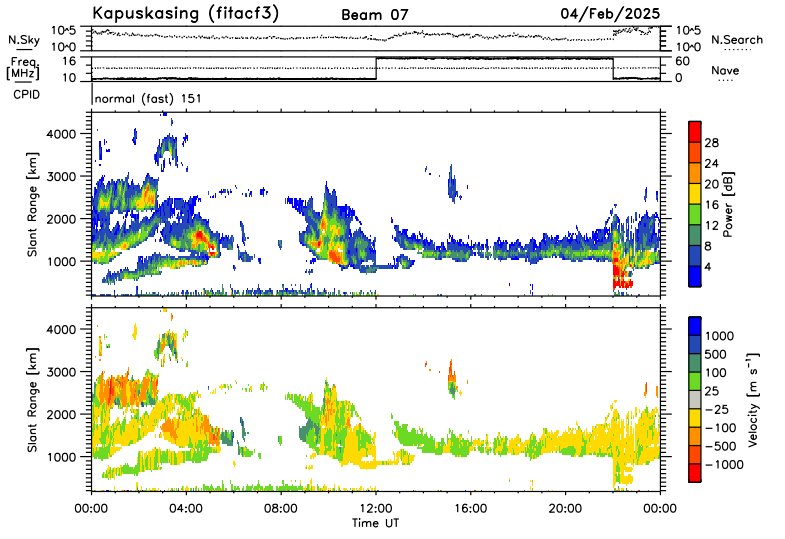 Kapuskasing (fitacf3) Beam 07 04/Feb/2025
N.Sky 10^5 10^0 10^5 10^0 N.Search
Freq. [MHz] 16 10 60 0 Nave
CPID normal (fast) 151
Slant Range [km]
4000
3000
2000
1000
Power [dB]
28
24
20
16
12
8
4
Slant Range [km]
4000
3000
2000
1000
Velocity [m s⁻¹]
1000
500
100
25
−25
−100
−500
−1000
00:00 04:00 08:00 12:00 16:00 20:00 00:00
Time UT